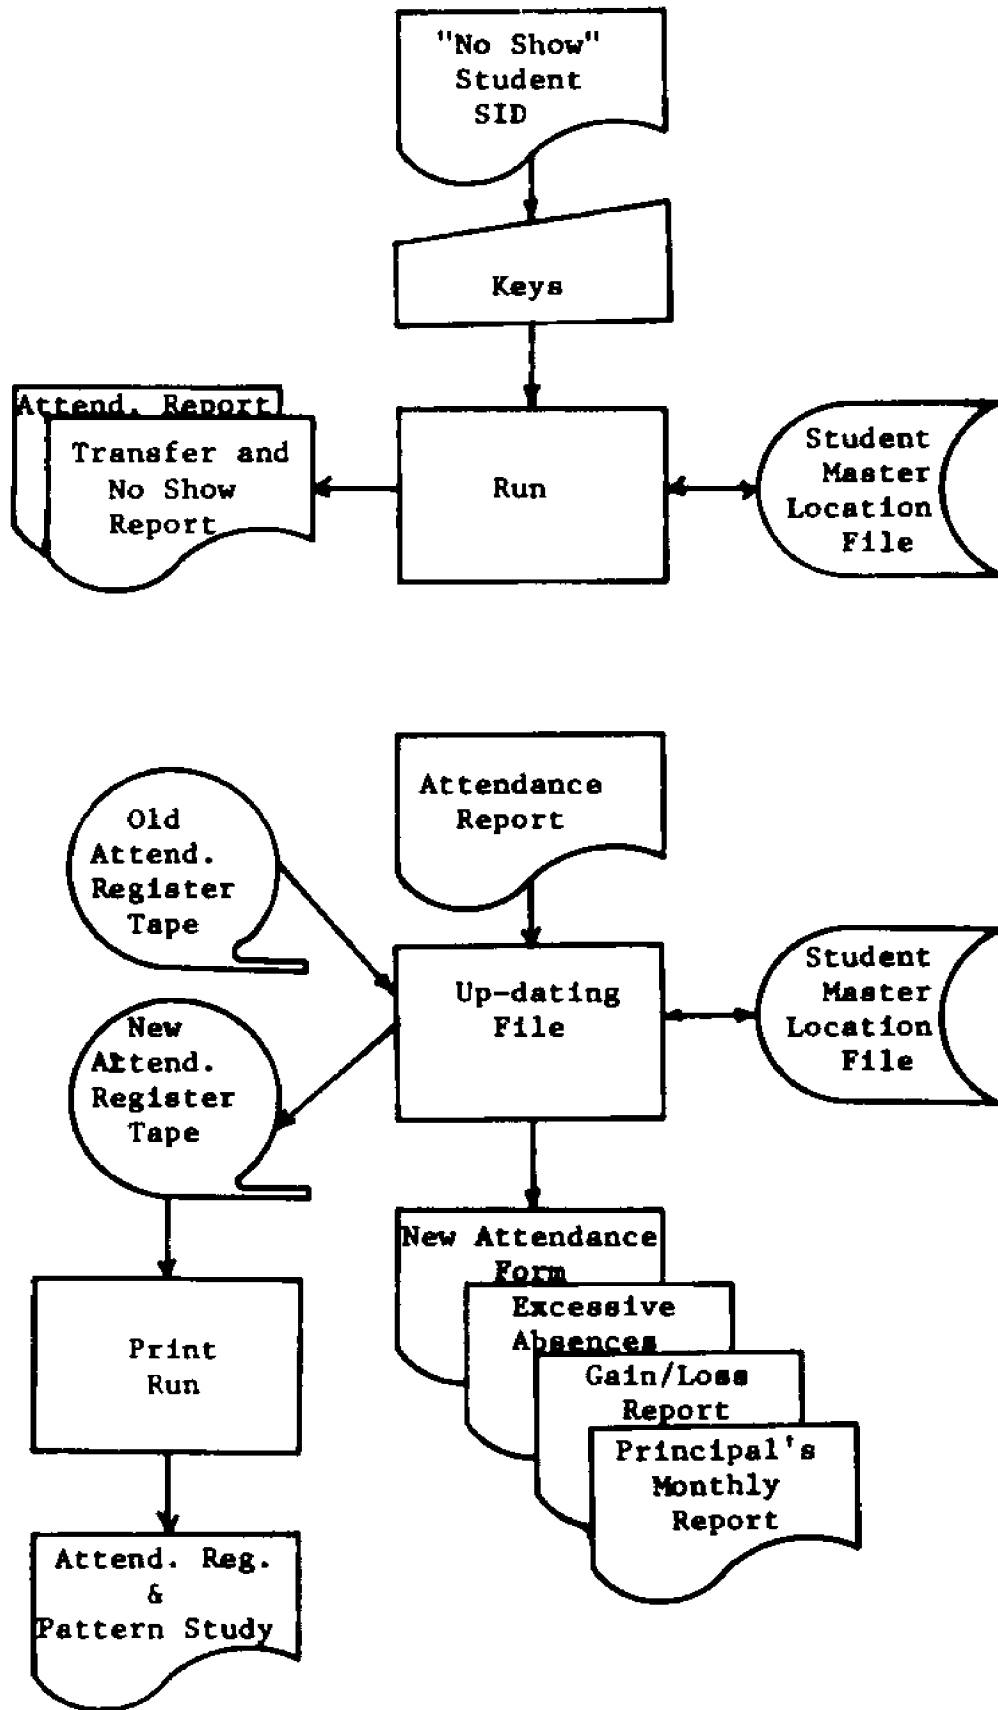 "No Show"
Student
SID
Keys
Attend. Report
Transfer and
No Show
Report
Run
Student
Master
Location
File
Attendance
Report
Old
Attend.
Register
Tape
Up-dating
File
Student
Master
Location
File
New
Attend.
Register
Tape
New Attendance
Form
Excessive
Absences
Gain/Loss
Report
Principal's
Monthly
Report
Print
Run
Attend. Reg.
&
Pattern Study